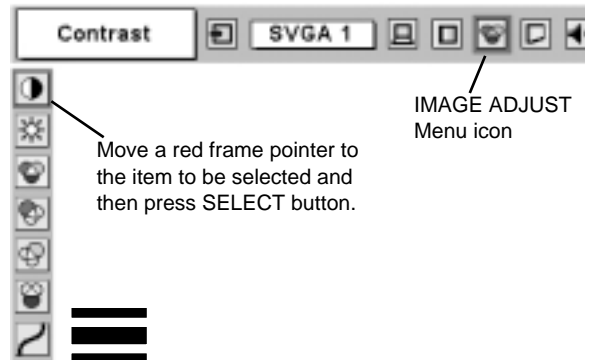 Contrast
SVGA 1
IMAGE ADJUST
Menu icon
Move a red frame pointer to
the item to be selected and
then press SELECT button.